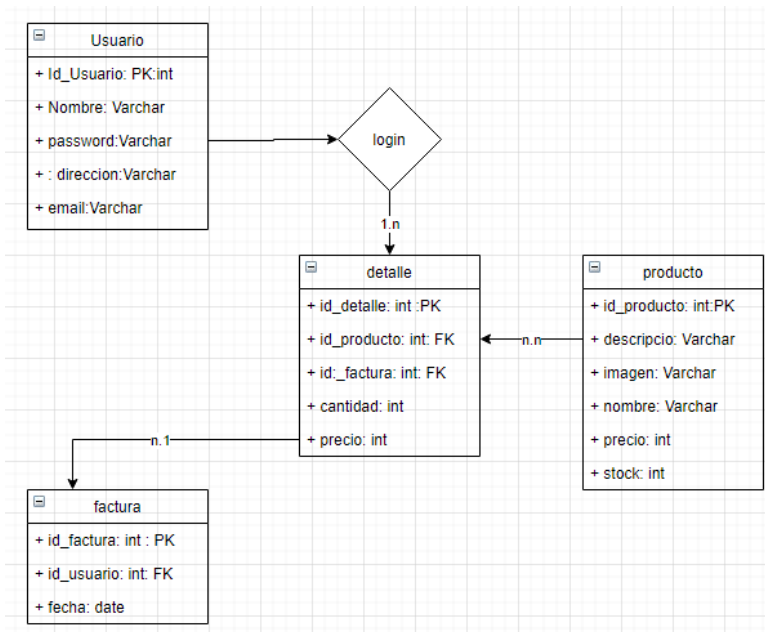 Usuario
+ Id_Usuario: PK:int
+ Nombre: Varchar
+ password:Varchar
+ : direccion:Varchar
+ email:Varchar
login
1.n
detalle
+ id_detalle: int :PK
+ id_producto: int: FK
+ id:_factura: int: FK
+ cantidad: int
+ precio: int
n.n
producto
+ id_producto: int:PK
+ descripcio: Varchar
+ imagen: Varchar
+ nombre: Varchar
+ precio: int
+ stock: int
n.1
factura
+ id_factura: int : PK
+ id_usuario: int: FK
+ fecha: date